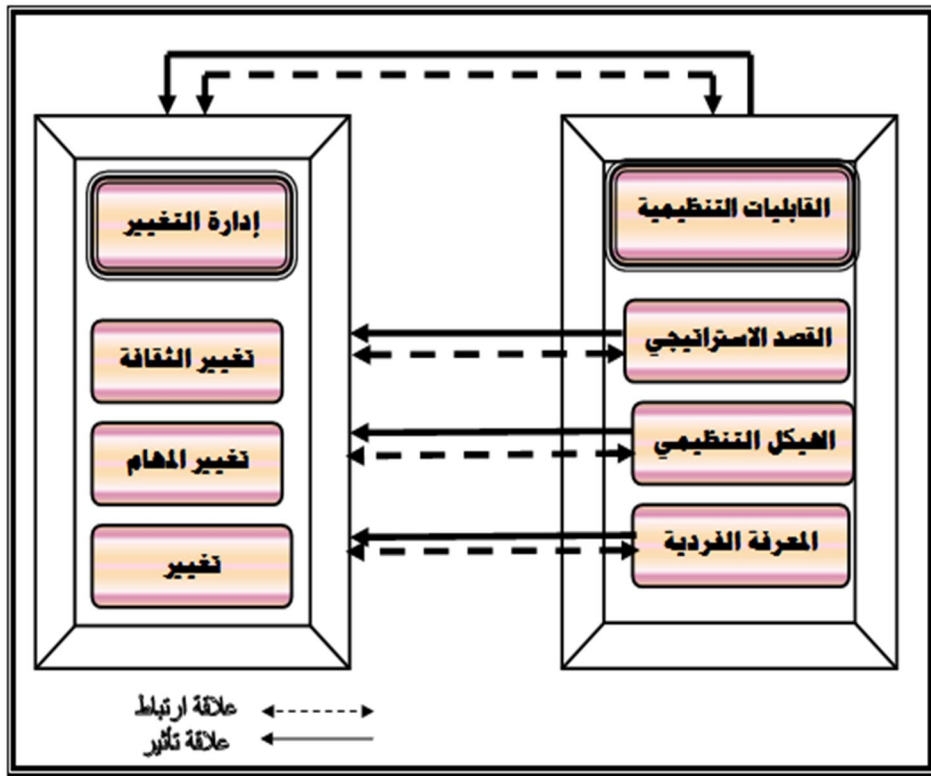 القابليات التنظيمية
القصد الاستراتيجي
الهيكل التنظيمي
المعرفة الفردية
إدارة التغيير
تغيير الثقافة
تغيير المهام
تغيير
علاقة ارتباط
علاقة تأثير